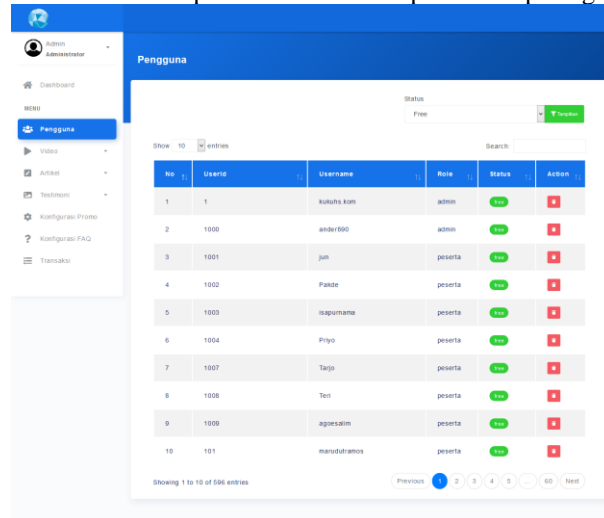 Admin
Administrator
Pengguna
Dashboard
MENU
Pengguna
Video
Artikel
Testimoni
Konfigurasi Promo
Konfigurasi FAQ
Transaksi
Status
Free
Tampilkan
Show 10 entries
Search:
No UserId Username Role Status Action
1 1 kukuhs.kom admin free
2 1000 ander890 admin free
3 1001 jun peserta free
4 1002 Pakde peserta free
5 1003 isapurnama peserta free
6 1004 Priyo peserta free
7 1007 Tarjo peserta free
8 1008 Teri peserta free
9 1009 agoesalim peserta free
10 101 marudutramos peserta free
Showing 1 to 10 of 596 entries
Previous 1 2 3 4 5 ... 60 Next